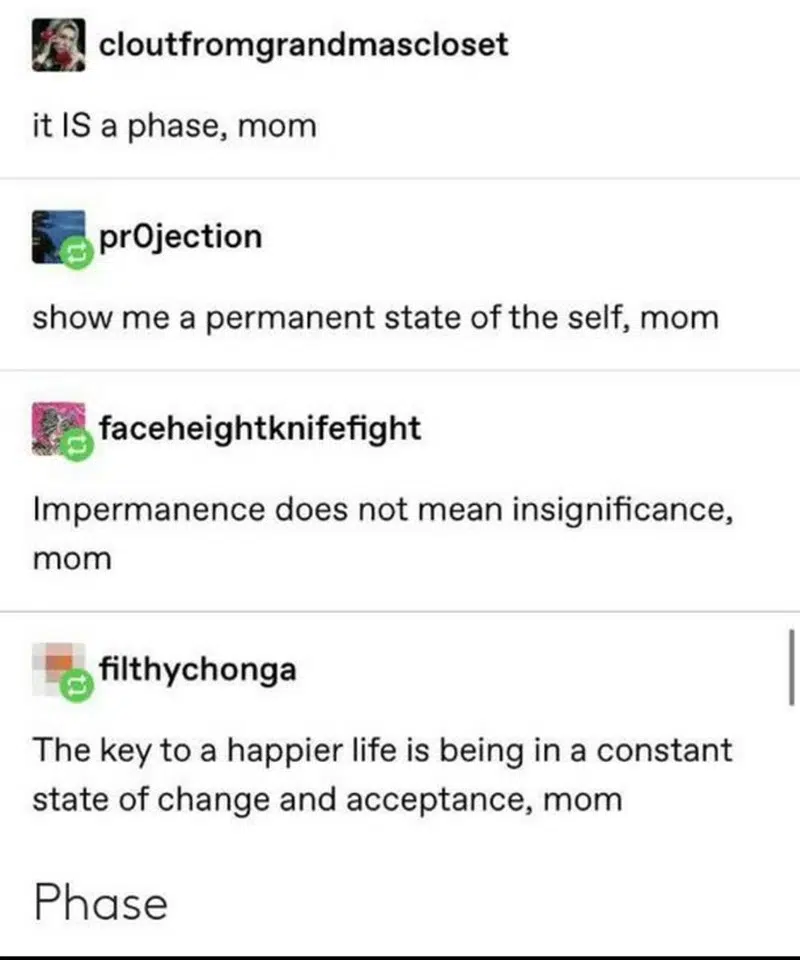 cloutfromgrandmascloset
it IS a phase, mom
pr0jection
show me a permanent state of the self, mom
faceheightknifefight
Impermanence does not mean insignificance,
mom
filthychonga
The key to a happier life is being in a constant
state of change and acceptance, mom
Phase